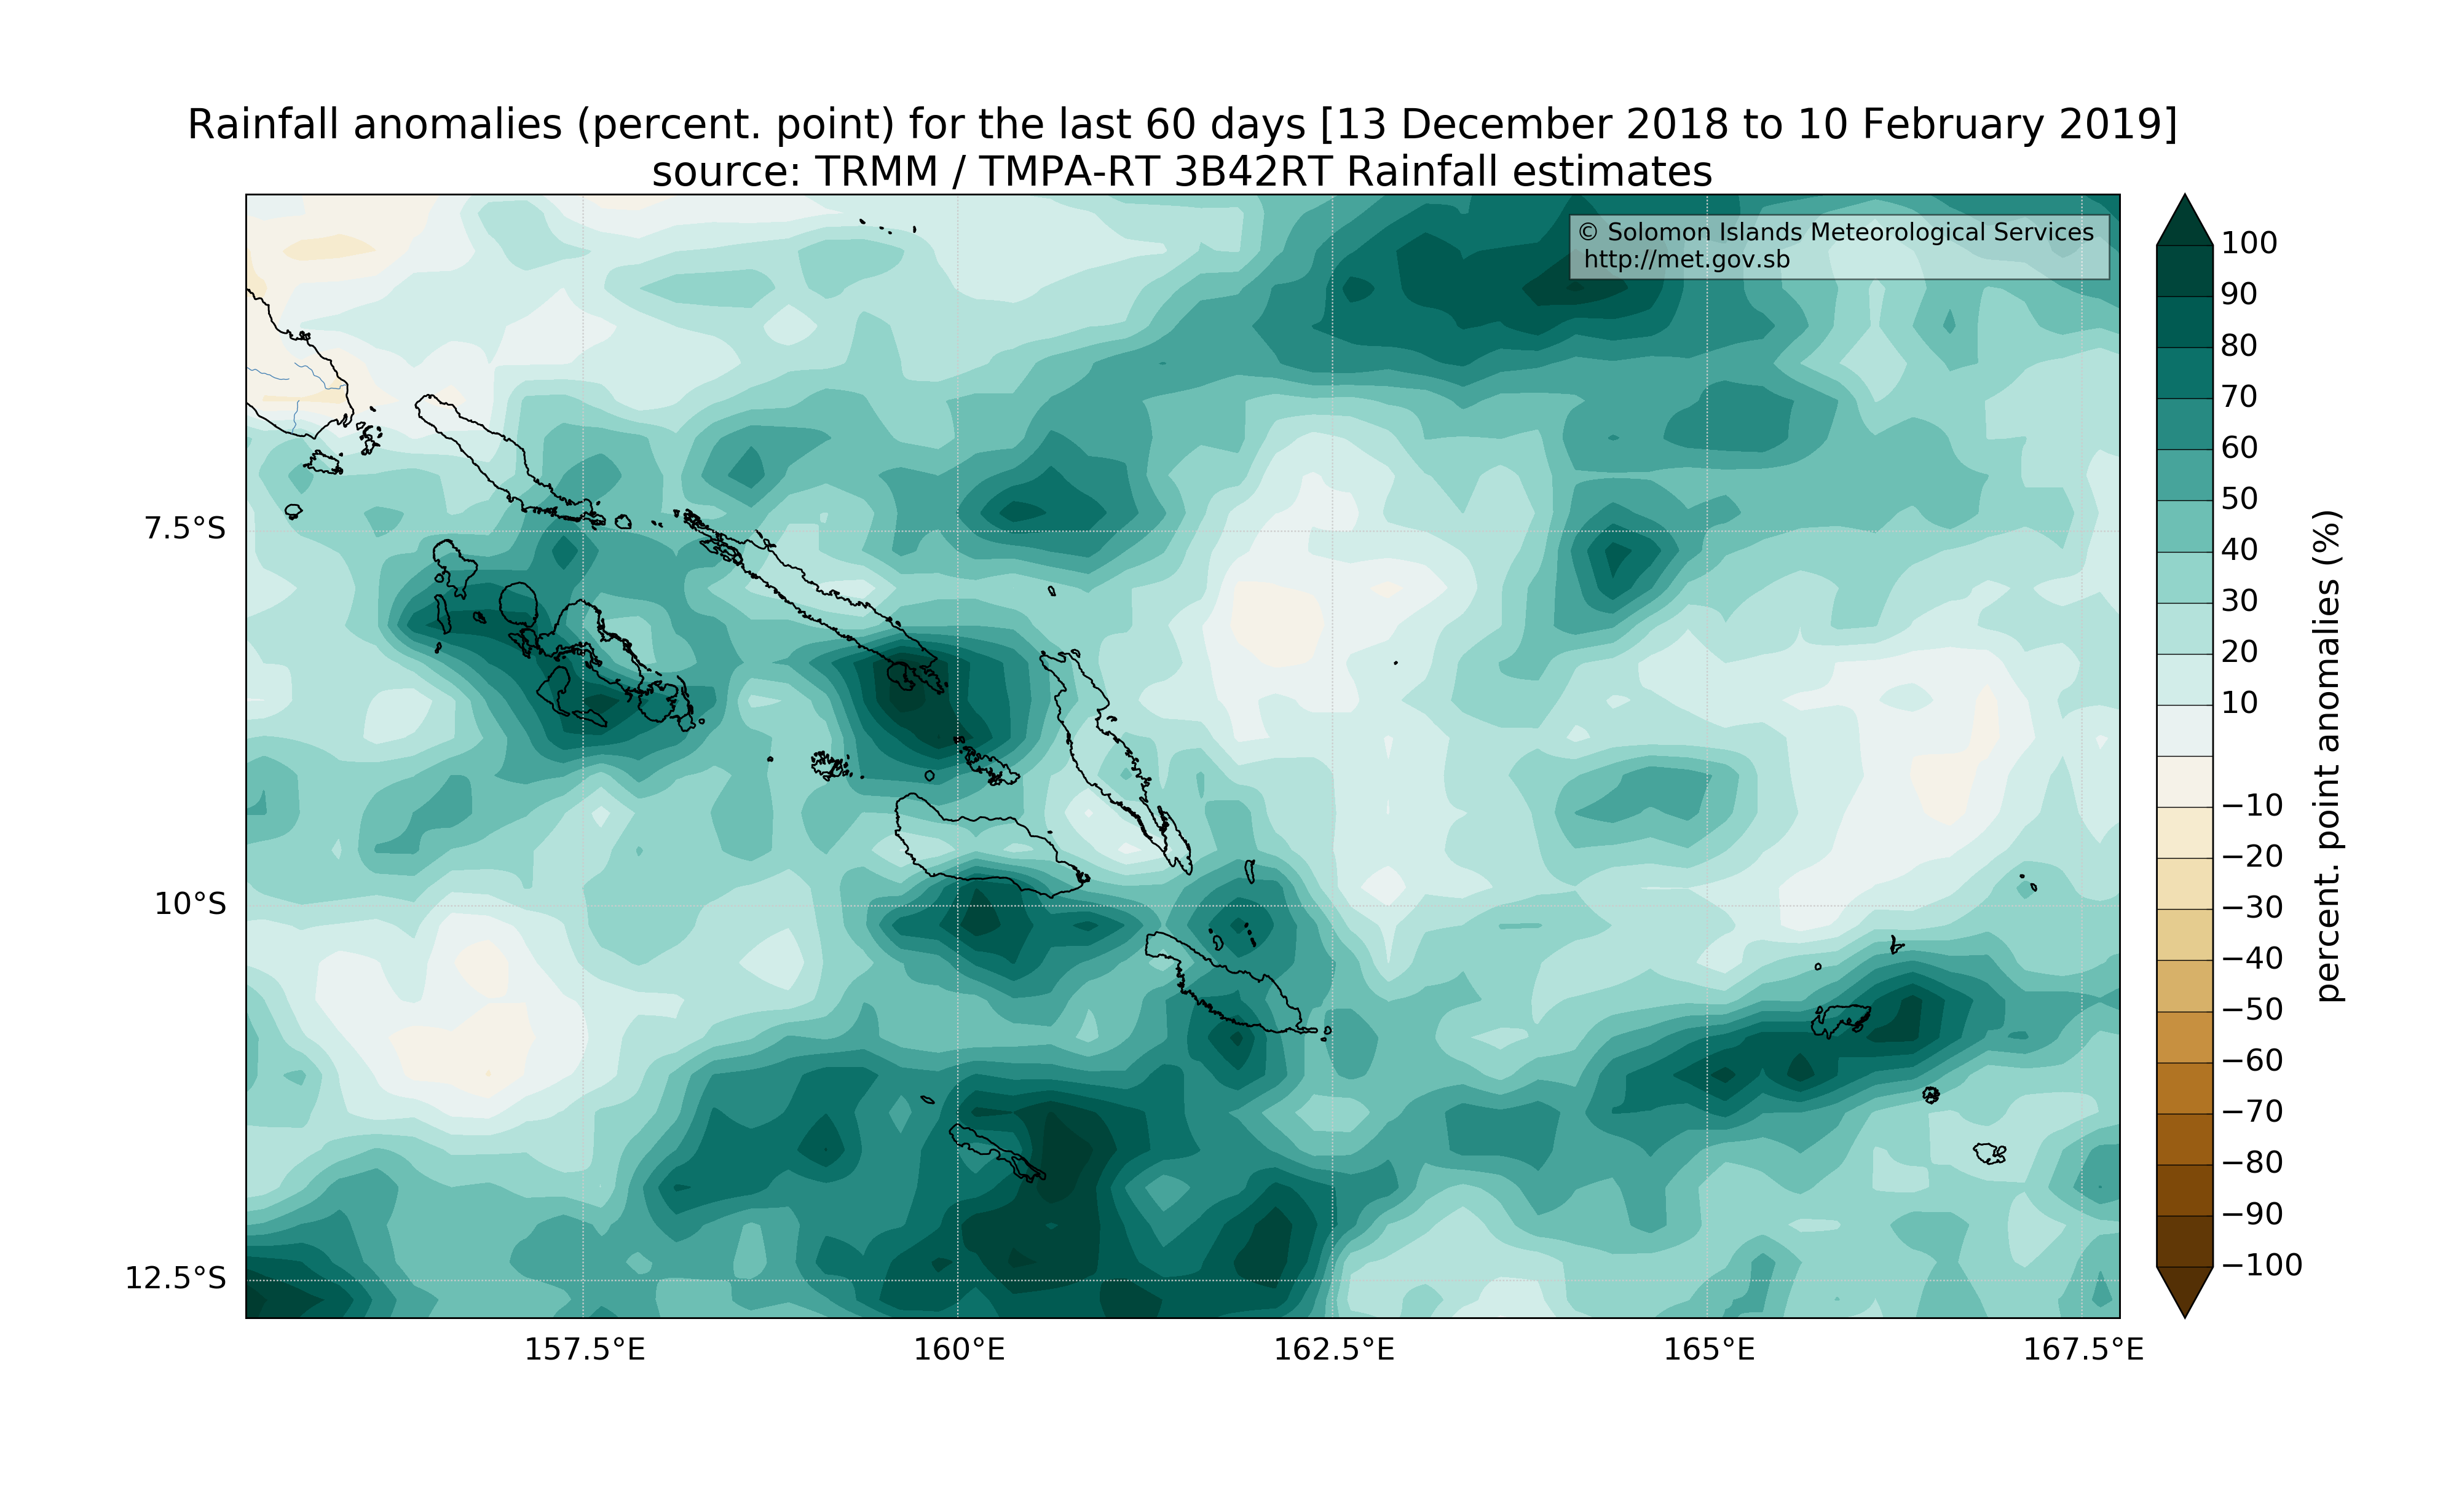 Rainfall anomalies (percent. point) for the last 60 days [13 December 2018 to 10 February 2019]
source: TRMM / TMPA-RT 3B42RT Rainfall estimates
© Solomon Islands Meteorological Services
http://met.gov.sb
7.5°S
10°S
12.5°S
157.5°E
160°E
162.5°E
165°E
167.5°E
100
90
80
70
60
50
40
30
20
10
−10
−20
−30
−40
−50
−60
−70
−80
−90
−100
percent. point anomalies (%)